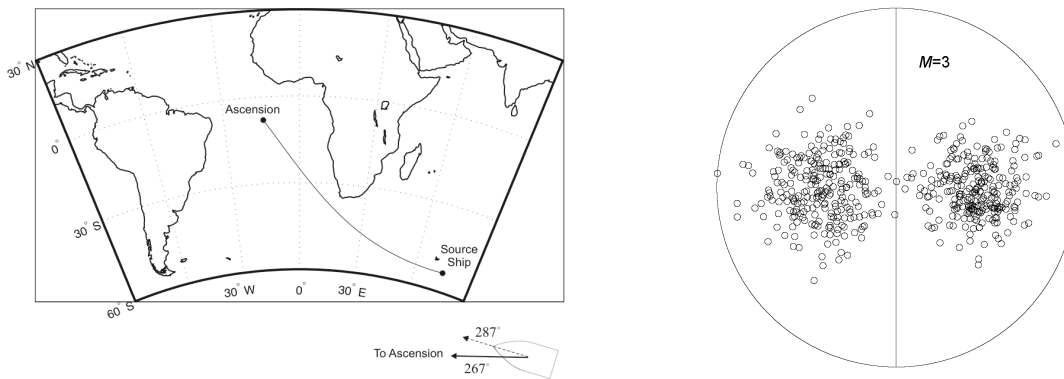 30° N
0°
30° S
60° S
30° W
0°
30° E
Ascension
Source
Ship
287°
To Ascension
267°
M=3